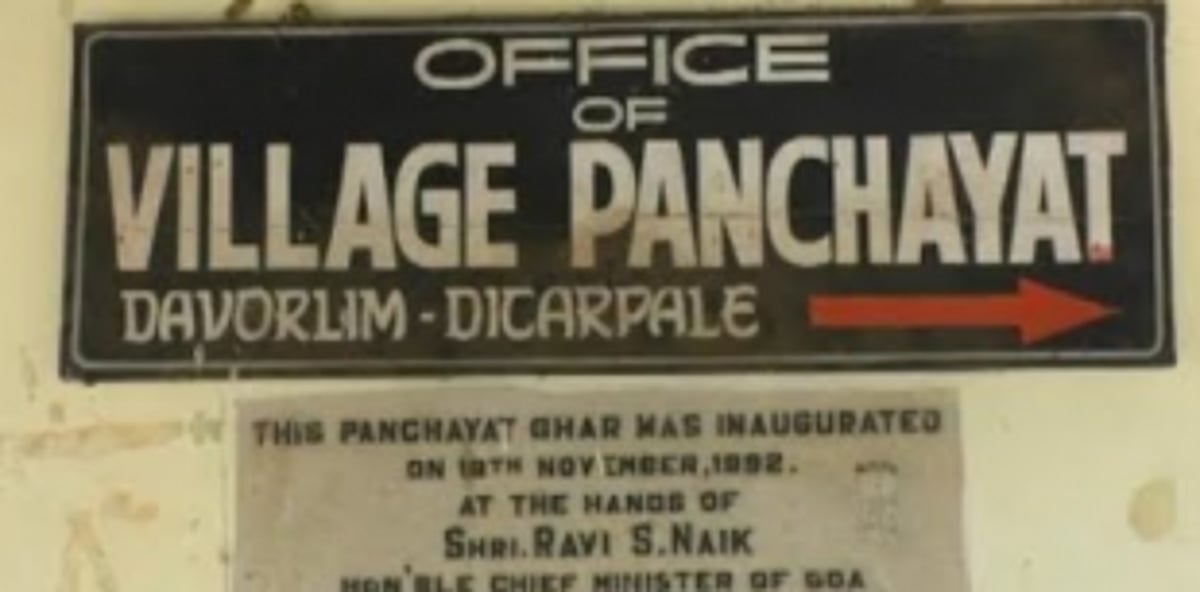 OFFICE
OF
VILLAGE PANCHAYAT
DAVORLIM - DICARPALE
THIS PANCHAYAT GHAR WAS INAUGURATED
ON 18TH NOVEMBER, 1992.
AT THE HANDS OF
SHRI. RAVI S. NAIK
HON'BLE CHIEF MINISTER OF GOA